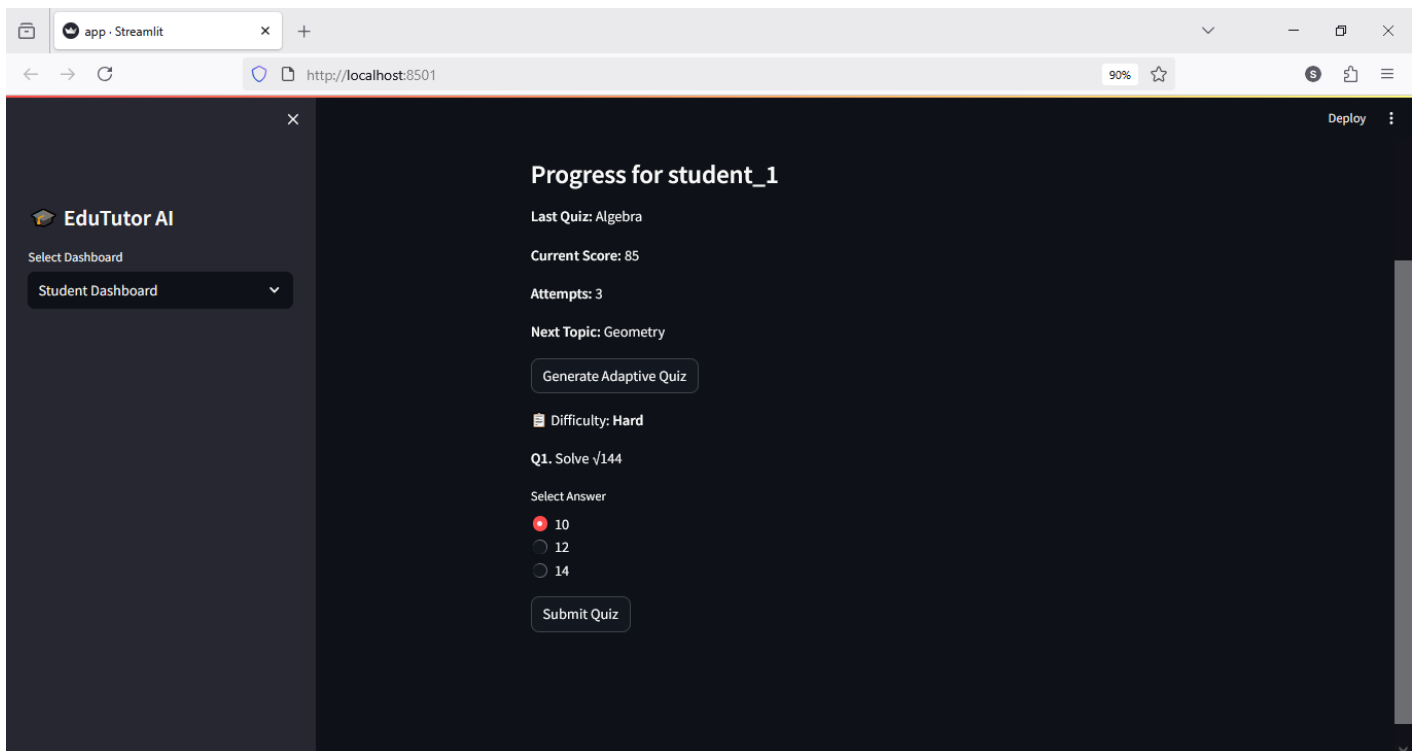 app · Streamlit
http://localhost:8501
90%
S
Deploy
🎓 EduTutor AI
Select Dashboard
Student Dashboard
Progress for student_1
Last Quiz: Algebra
Current Score: 85
Attempts: 3
Next Topic: Geometry
Generate Adaptive Quiz
📋 Difficulty: Hard
Q1. Solve √144
Select Answer
10
12
14
Submit Quiz